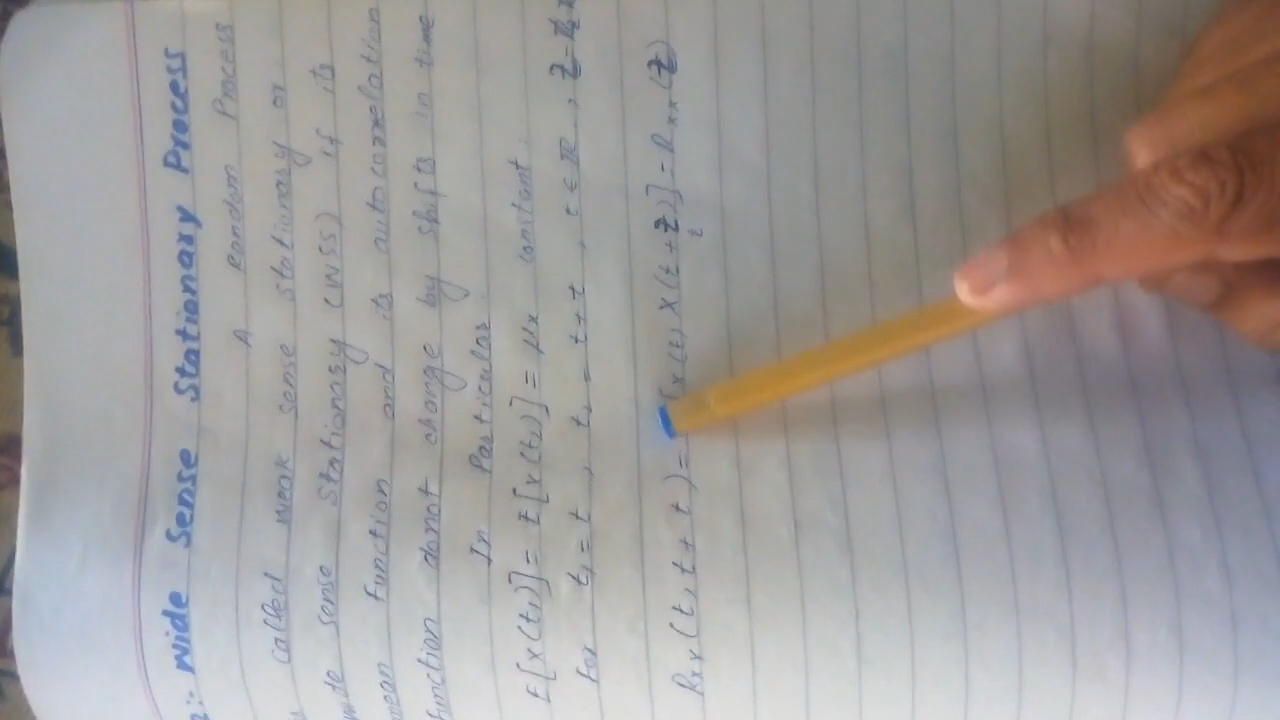 2:- Wide Sense Stationary Process
A Random Process
called weak sense stationary or
sense stationary (WSS) if its
mean function and its autocorrelation
function donot change by shifts in time
In Particular.
E[X(t₁)] = E[X(t₂)] = μx constant.
For t₁ = t, t₂ = t+t, t ∈ R,
Rxx(t, t+t) = [x(t) X(t+Z)] - Rxx(Z)